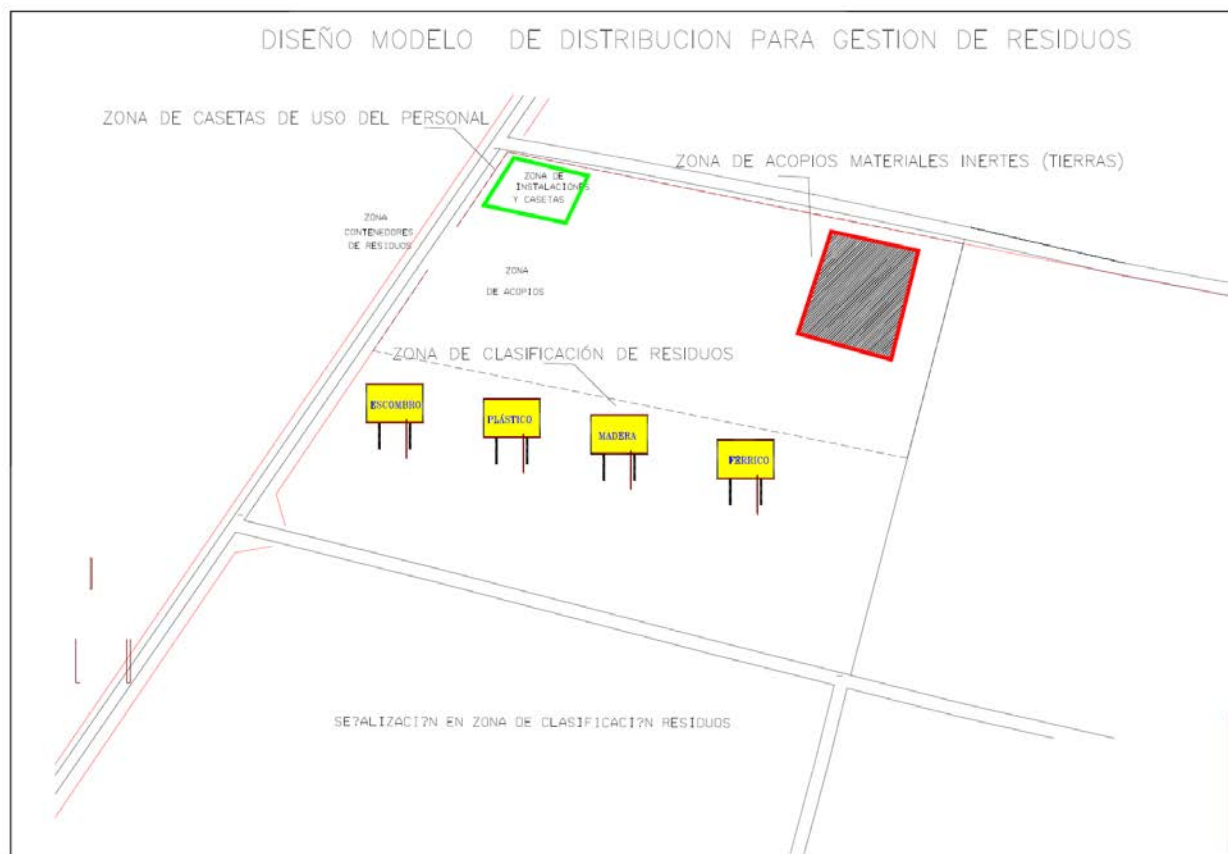 DISEÑO MODELO DE DISTRIBUCION PARA GESTION DE RESIDUOS
ZONA DE CASETAS DE USO DEL PERSONAL
ZONA DE ACOPIOS MATERIALES INERTES (TIERRAS)
ZONA DE
INSTALACIONES
Y CASETAS
ZONA
CONTENEDORES
DE RESIDUOS
ZONA
DE ACOPIOS
ZONA DE CLASIFICACIÓN DE RESIDUOS
ESCOMBRO
PLÁSTICO
MADERA
FÉRRICO
SE?ALIZACI?N EN ZONA DE CLASIFICACI?N RESIDUOS